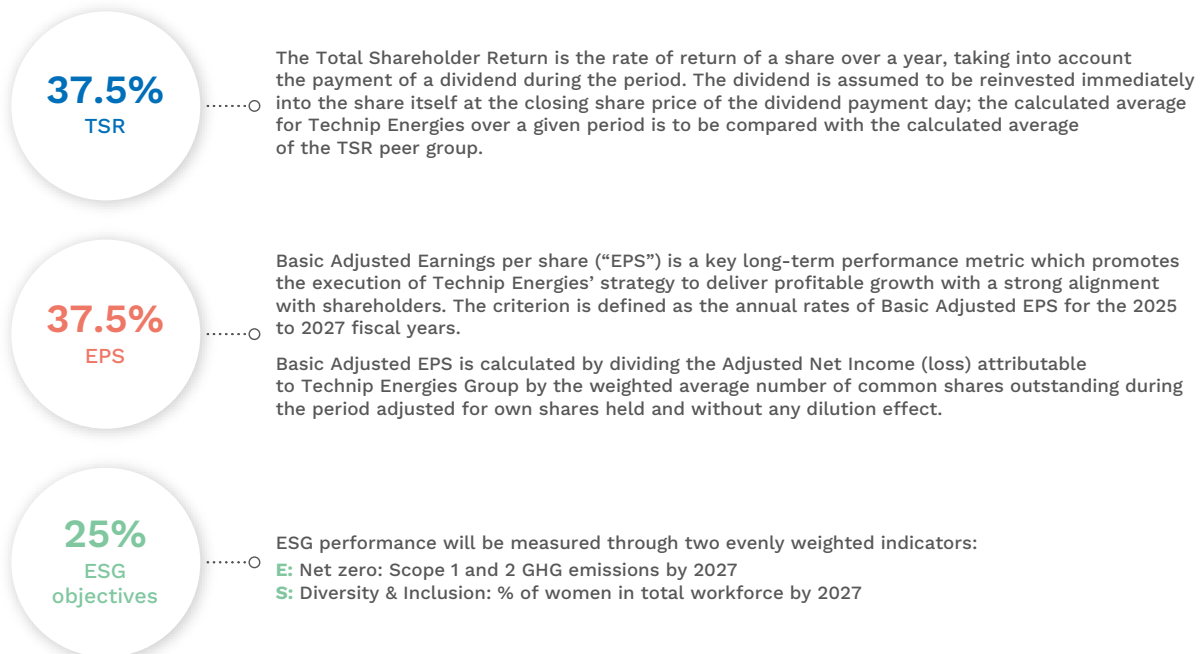 37.5%
TSR
The Total Shareholder Return is the rate of return of a share over a year, taking into account
the payment of a dividend during the period. The dividend is assumed to be reinvested immediately
into the share itself at the closing share price of the dividend payment day; the calculated average
for Technip Energies over a given period is to be compared with the calculated average
of the TSR peer group.
37.5%
EPS
Basic Adjusted Earnings per share (“EPS”) is a key long-term performance metric which promotes
the execution of Technip Energies’ strategy to deliver profitable growth with a strong alignment
with shareholders. The criterion is defined as the annual rates of Basic Adjusted EPS for the 2025
to 2027 fiscal years.
Basic Adjusted EPS is calculated by dividing the Adjusted Net Income (loss) attributable
to Technip Energies Group by the weighted average number of common shares outstanding during
the period adjusted for own shares held and without any dilution effect.
25%
ESG
objectives
ESG performance will be measured through two evenly weighted indicators:
E: Net zero: Scope 1 and 2 GHG emissions by 2027
S: Diversity & Inclusion: % of women in total workforce by 2027